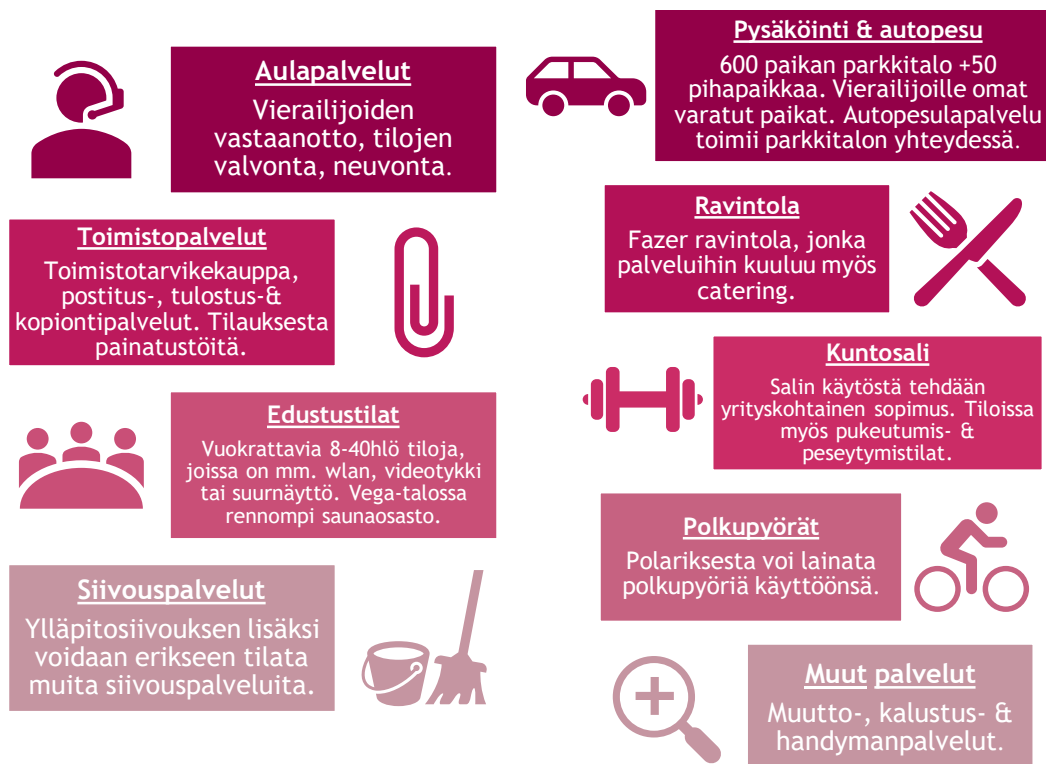 Aulapalvelut
Vierailijoiden
vastaanotto, tilojen
valvonta, neuvonta.
Pysäköinti & autopesu
600 paikan parkkitalo +50
pihapaikkaa. Vierailijoille omat
varatut paikat. Autopesulapalvelu
toimii parkkitalon yhteydessä.
Toimistopalvelut
Toimistotarvikekauppa,
postitus-, tulostus-&
kopiontipalvelut. Tilauksesta
painatustöitä.
Ravintola
Fazer ravintola, jonka
palveluihin kuuluu myös
catering.
Edustustilat
Vuokrattavia 8-40hlö tiloja,
joissa on mm. wlan, videotykki
tai suurnäyttö. Vega-talossa
rennompi saunaosasto.
Kuntosali
Salin käytöstä tehdään
yrityskohtainen sopimus. Tiloissa
myös pukeutumis- &
peseytymistilat.
Siivouspalvelut
Ylläpitosiivouksen lisäksi
voidaan erikseen tilata
muita siivouspalveluita.
Polkupyörät
Polariksesta voi lainata
polkupyöriä käyttöönsä.
Muut palvelut
Muutto-, kalustus- &
handymanpalvelut.